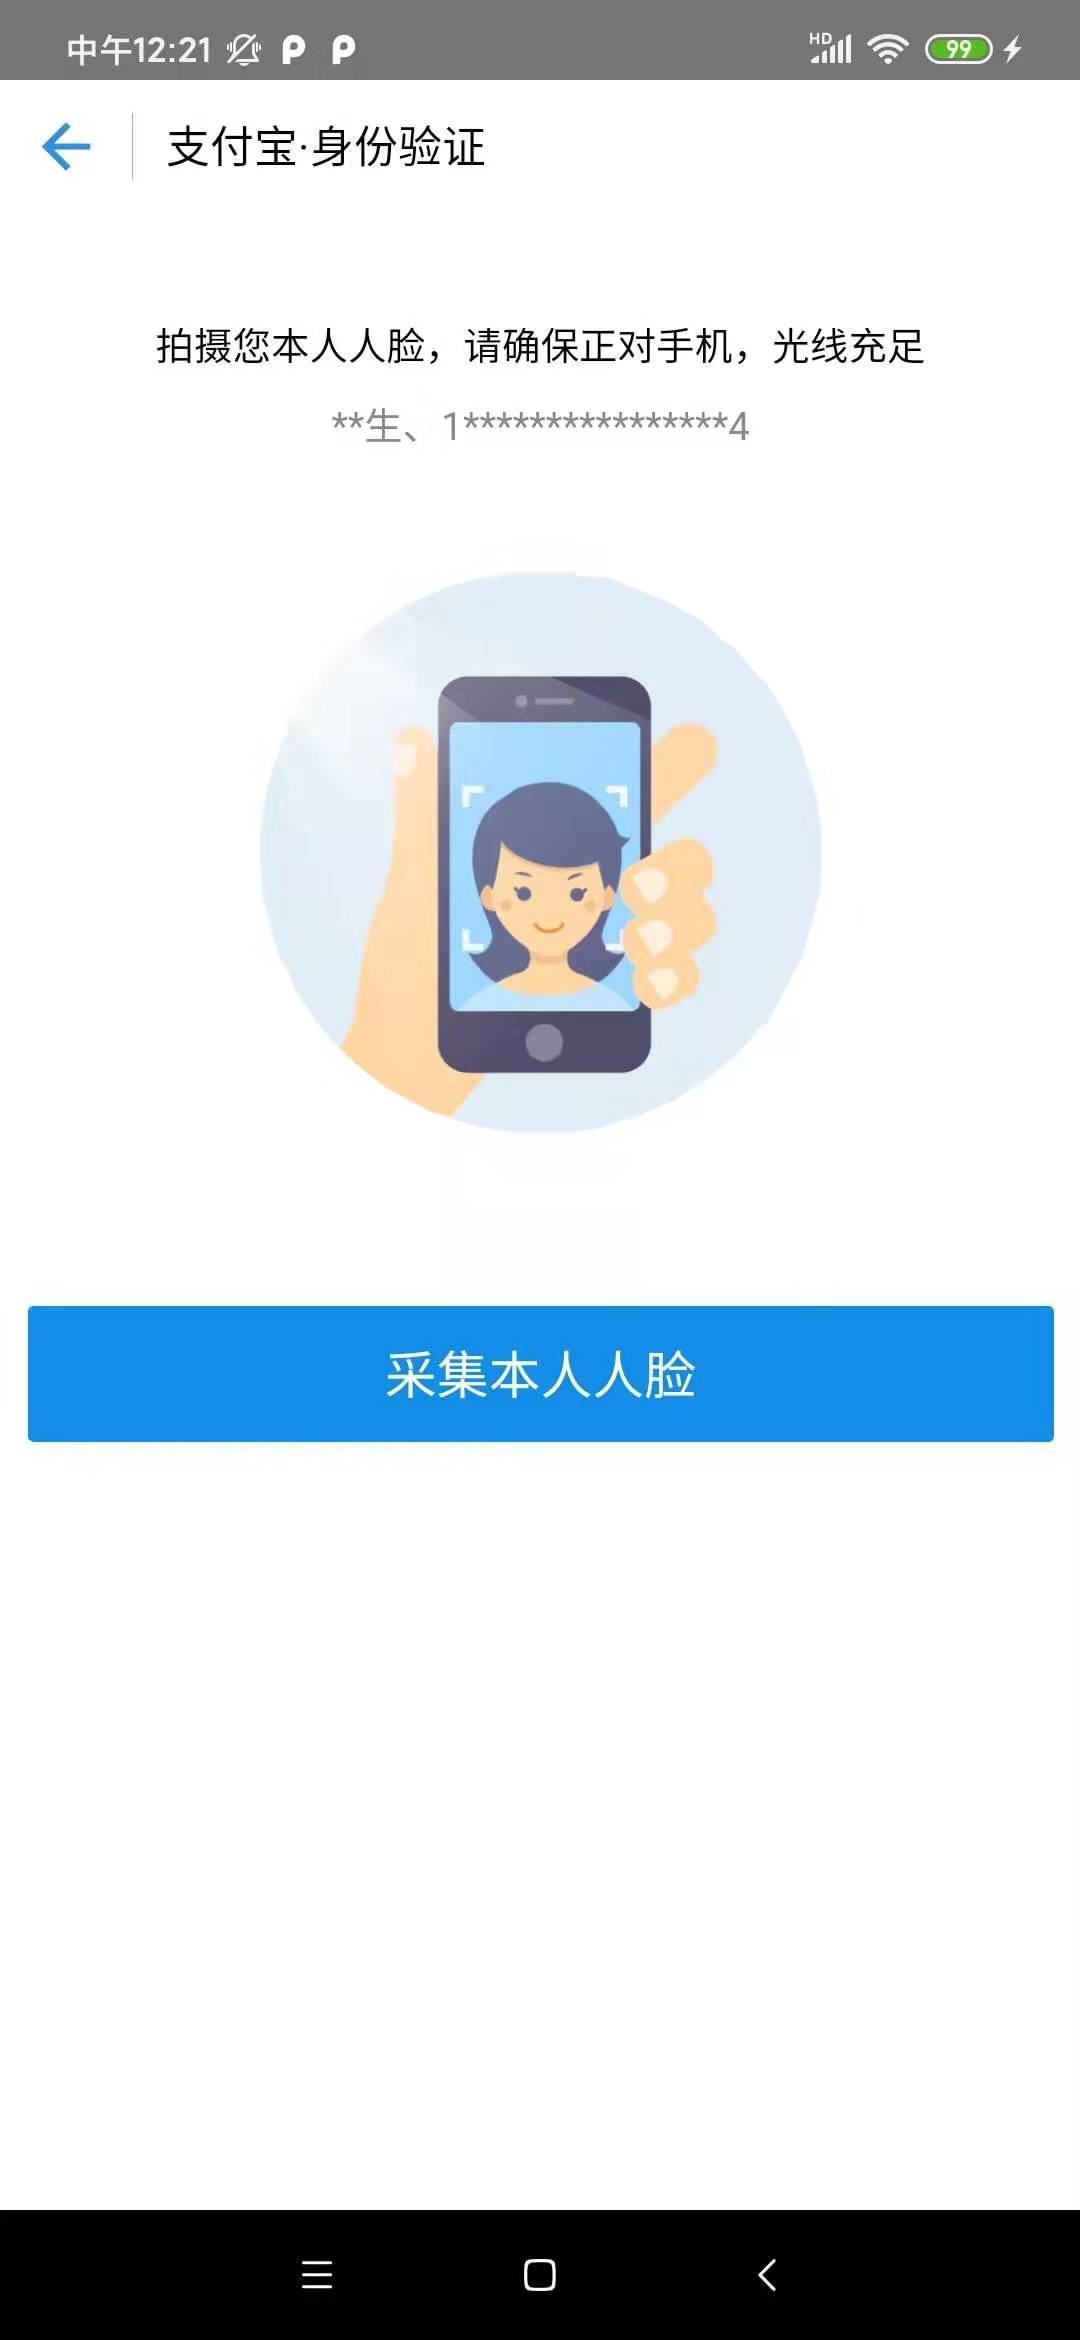 中午12:21 P P HD 99
支付宝·身份验证
拍摄您本人人脸，请确保正对手机，光线充足
**生、1****************4
采集本人人脸